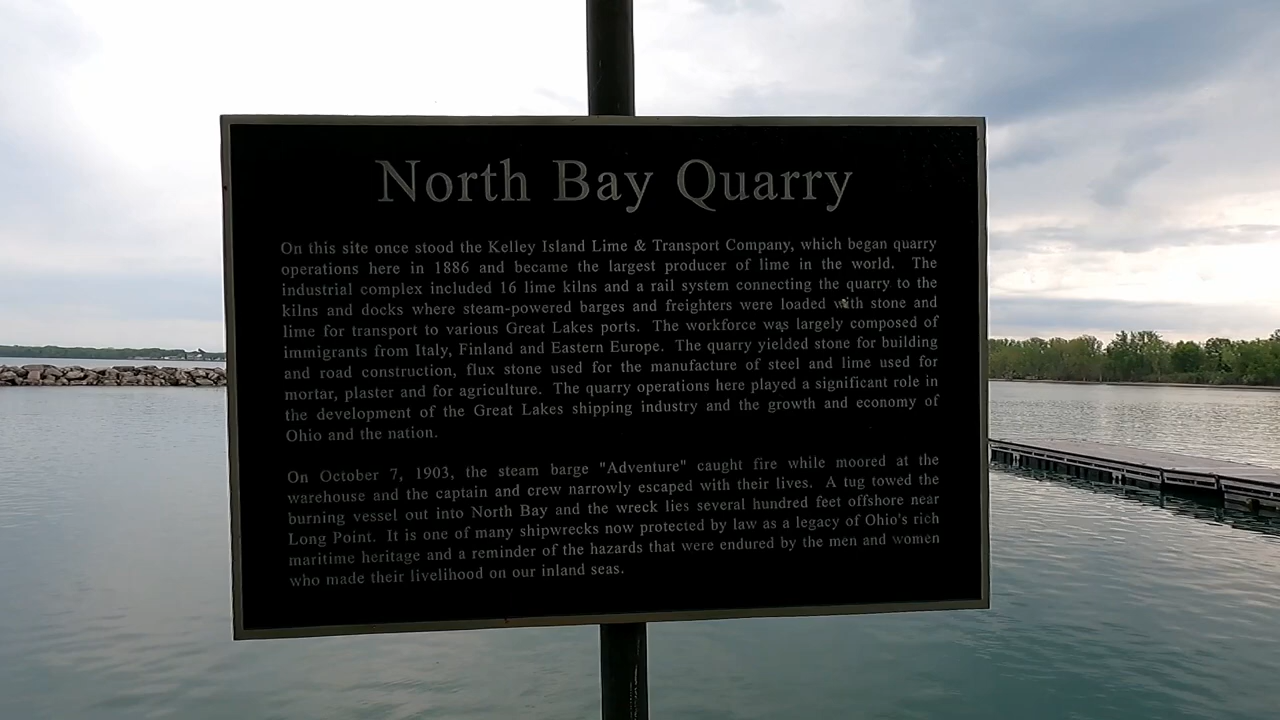 North Bay Quarry
On this site once stood the Kelley Island Lime & Transport Company, which began quarry
operations here in 1886 and became the largest producer of lime in the world. The
industrial complex included 16 lime kilns and a rail system connecting the quarry to the
kilns and docks where steam-powered barges and freighters were loaded with stone and
lime for transport to various Great Lakes ports. The workforce was largely composed of
immigrants from Italy, Finland and Eastern Europe. The quarry yielded stone for building
and road construction, flux stone used for the manufacture of steel and lime used for
mortar, plaster and for agriculture. The quarry operations here played a significant role in
the development of the Great Lakes shipping industry and the growth and economy of
Ohio and the nation.
On October 7, 1903, the steam barge "Adventure" caught fire while moored at the
warehouse and the captain and crew narrowly escaped with their lives. A tug towed the
burning vessel out into North Bay and the wreck lies several hundred feet offshore near
Long Point. It is one of many shipwrecks now protected by law as a legacy of Ohio's rich
maritime heritage and a reminder of the hazards that were endured by the men and women
who made their livelihood on our inland seas.